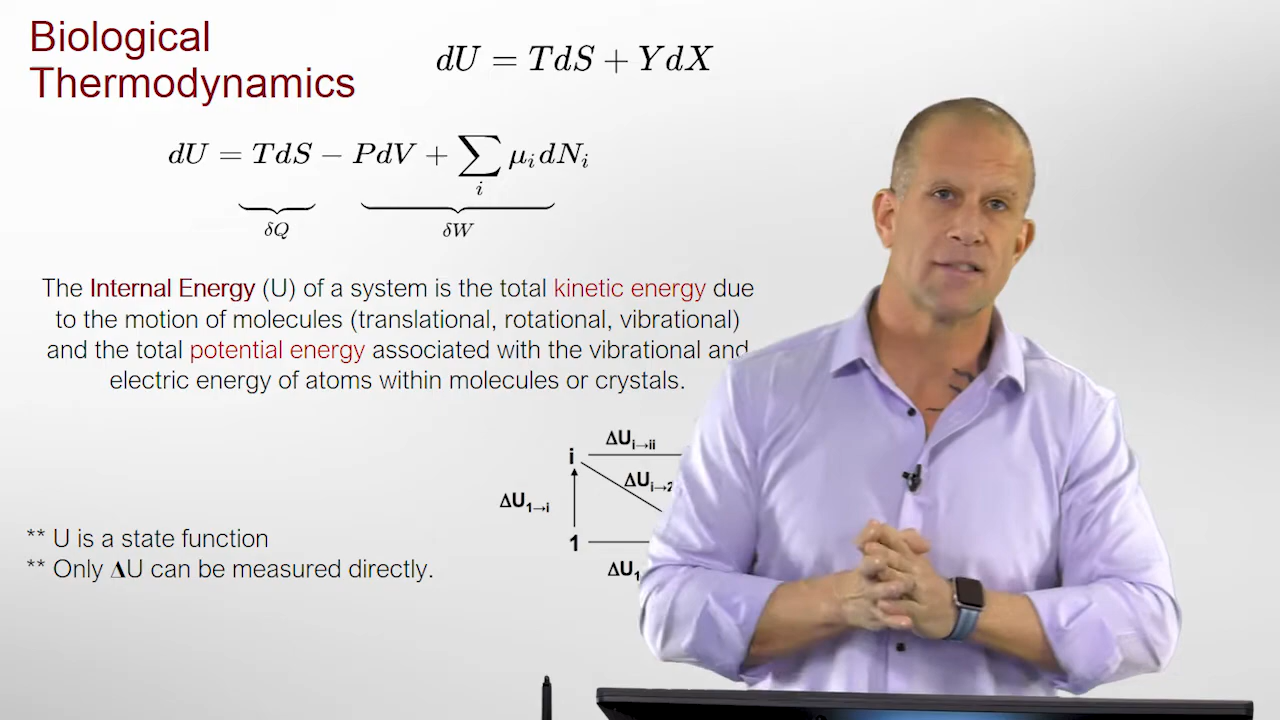 Biological
Thermodynamics
dU = TdS + YdX
dU = TdS − PdV + ∑ᵢ μᵢdNᵢ
δQ
δW
The Internal Energy (U) of a system is the total kinetic energy due
to the motion of molecules (translational, rotational, vibrational)
and the total potential energy associated with the vibrational and
electric energy of atoms within molecules or crystals.
ΔUi→ii
i
ΔUi→2
ΔU1→i
1
ΔU1
** U is a state function
** Only ΔU can be measured directly.